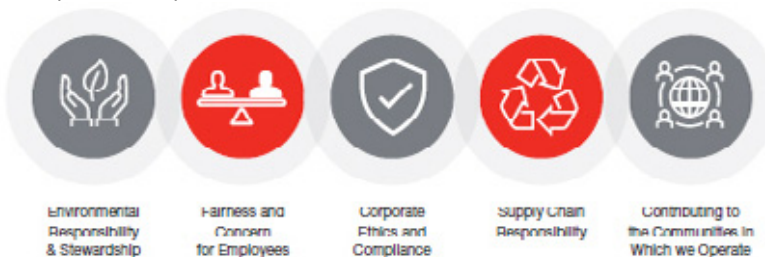 Environmental
Responsibility
& Stewardship
Fairness and
Concern
for Employees
Corporate
Ethics and
Compliance
Supply Chain
Responsibility
Contributing to
the Communities in
Which we Operate